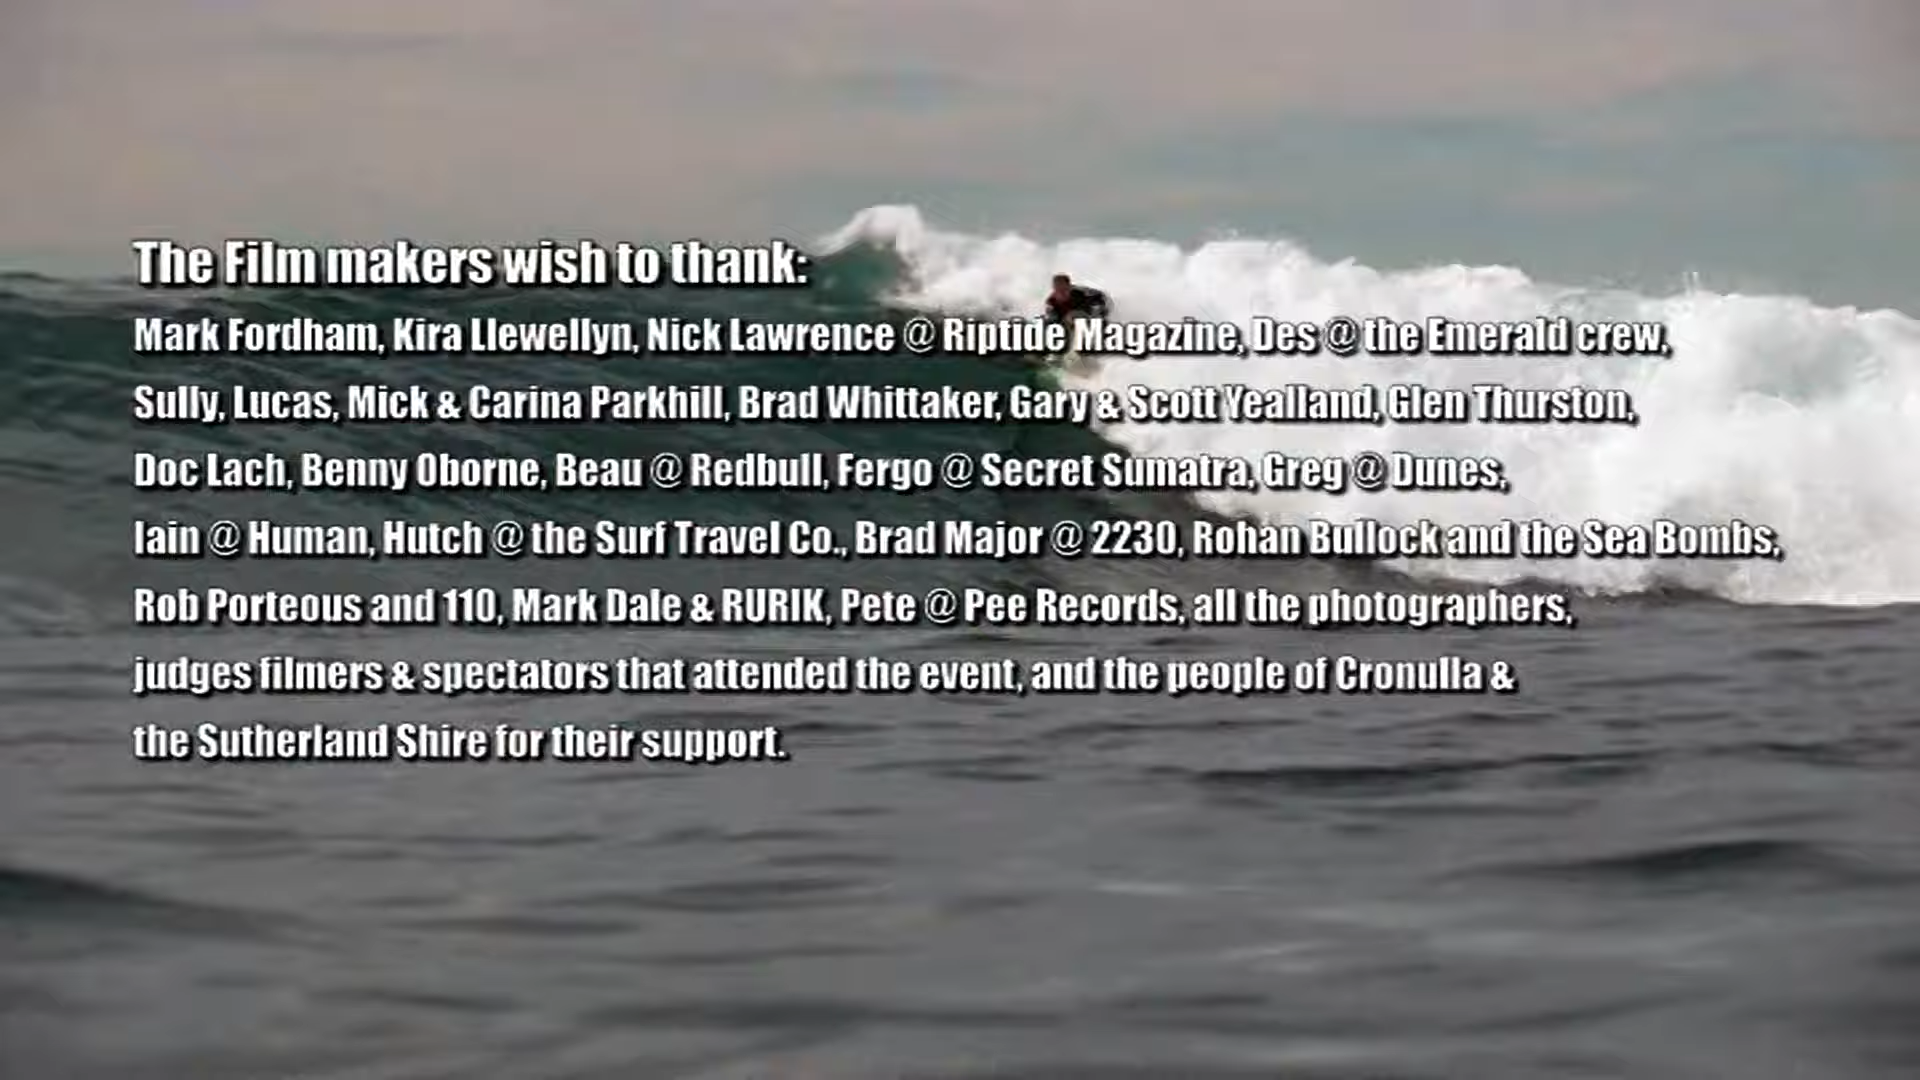 The Film makers wish to thank:
Mark Fordham, Kira Llewellyn, Nick Lawrence @ Riptide Magazine, Des @ the Emerald crew,
Sully, Lucas, Mick & Carina Parkhill, Brad Whittaker, Gary & Scott Yealland, Glen Thurston,
Doc Lach, Benny Oborne, Beau @ Redbull, Fergo @ Secret Sumatra, Greg @ Dunes,
Iain @ Human, Hutch @ the Surf Travel Co., Brad Major @ 2230, Rohan Bullock and the Sea Bombs,
Rob Porteous and 110, Mark Dale & RURIK, Pete @ Pee Records, all the photographers,
judges filmers & spectators that attended the event, and the people of Cronulla &
the Sutherland Shire for their support.